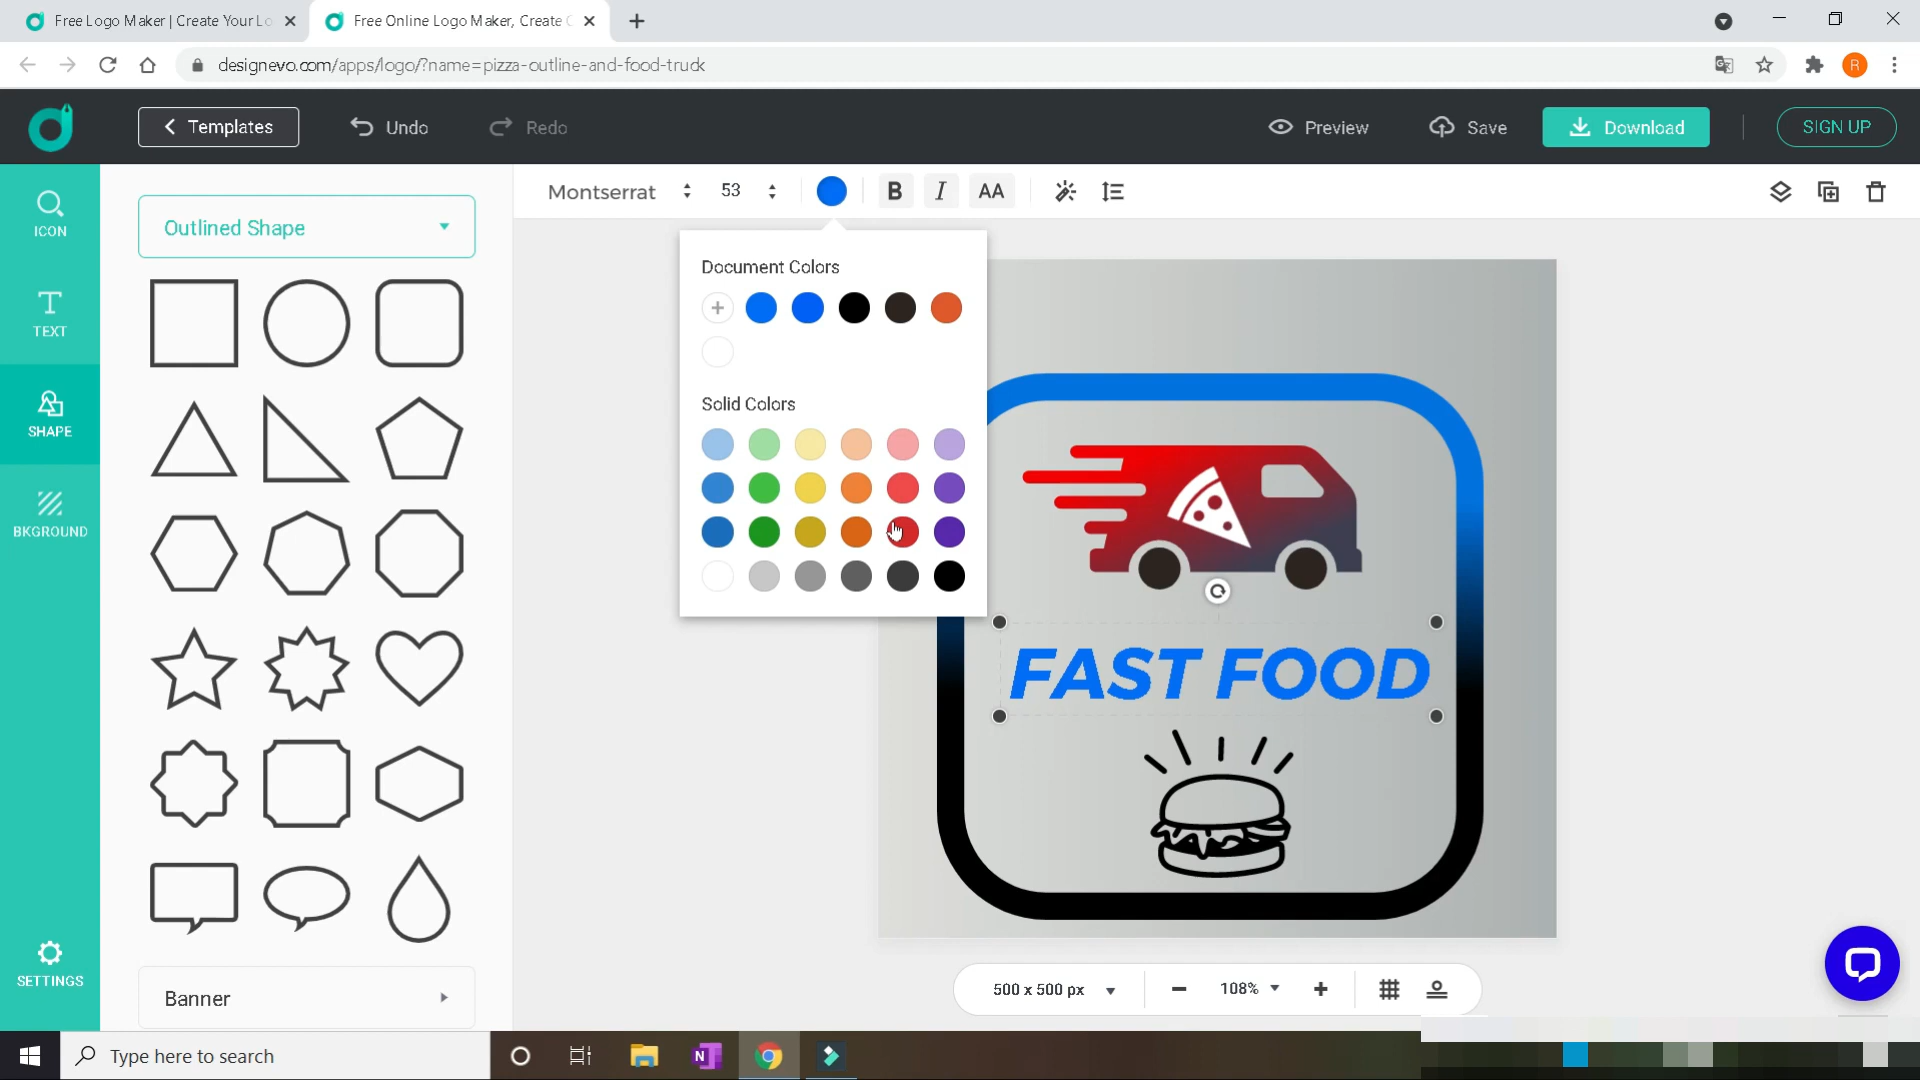 Free Logo Maker | Create Your Lo
Free Online Logo Maker, Create C
designevo.com/apps/logo/?name=pizza-outline-and-food-truck
R
Templates
Undo
Redo
Preview
Save
Download
SIGN UP
ICON
TEXT
SHAPE
BKGROUND
SETTINGS
Outlined Shape
Banner
Montserrat
53
B
I
AA
Document Colors
Solid Colors
FAST FOOD
500 x 500 px
108%
Type here to search
N